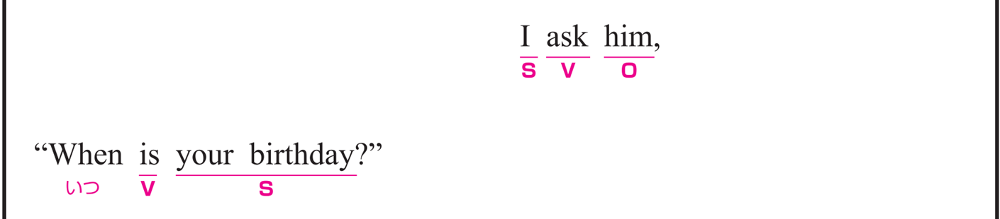 I ask him,
S V O
“When is your birthday?”
いつ V S